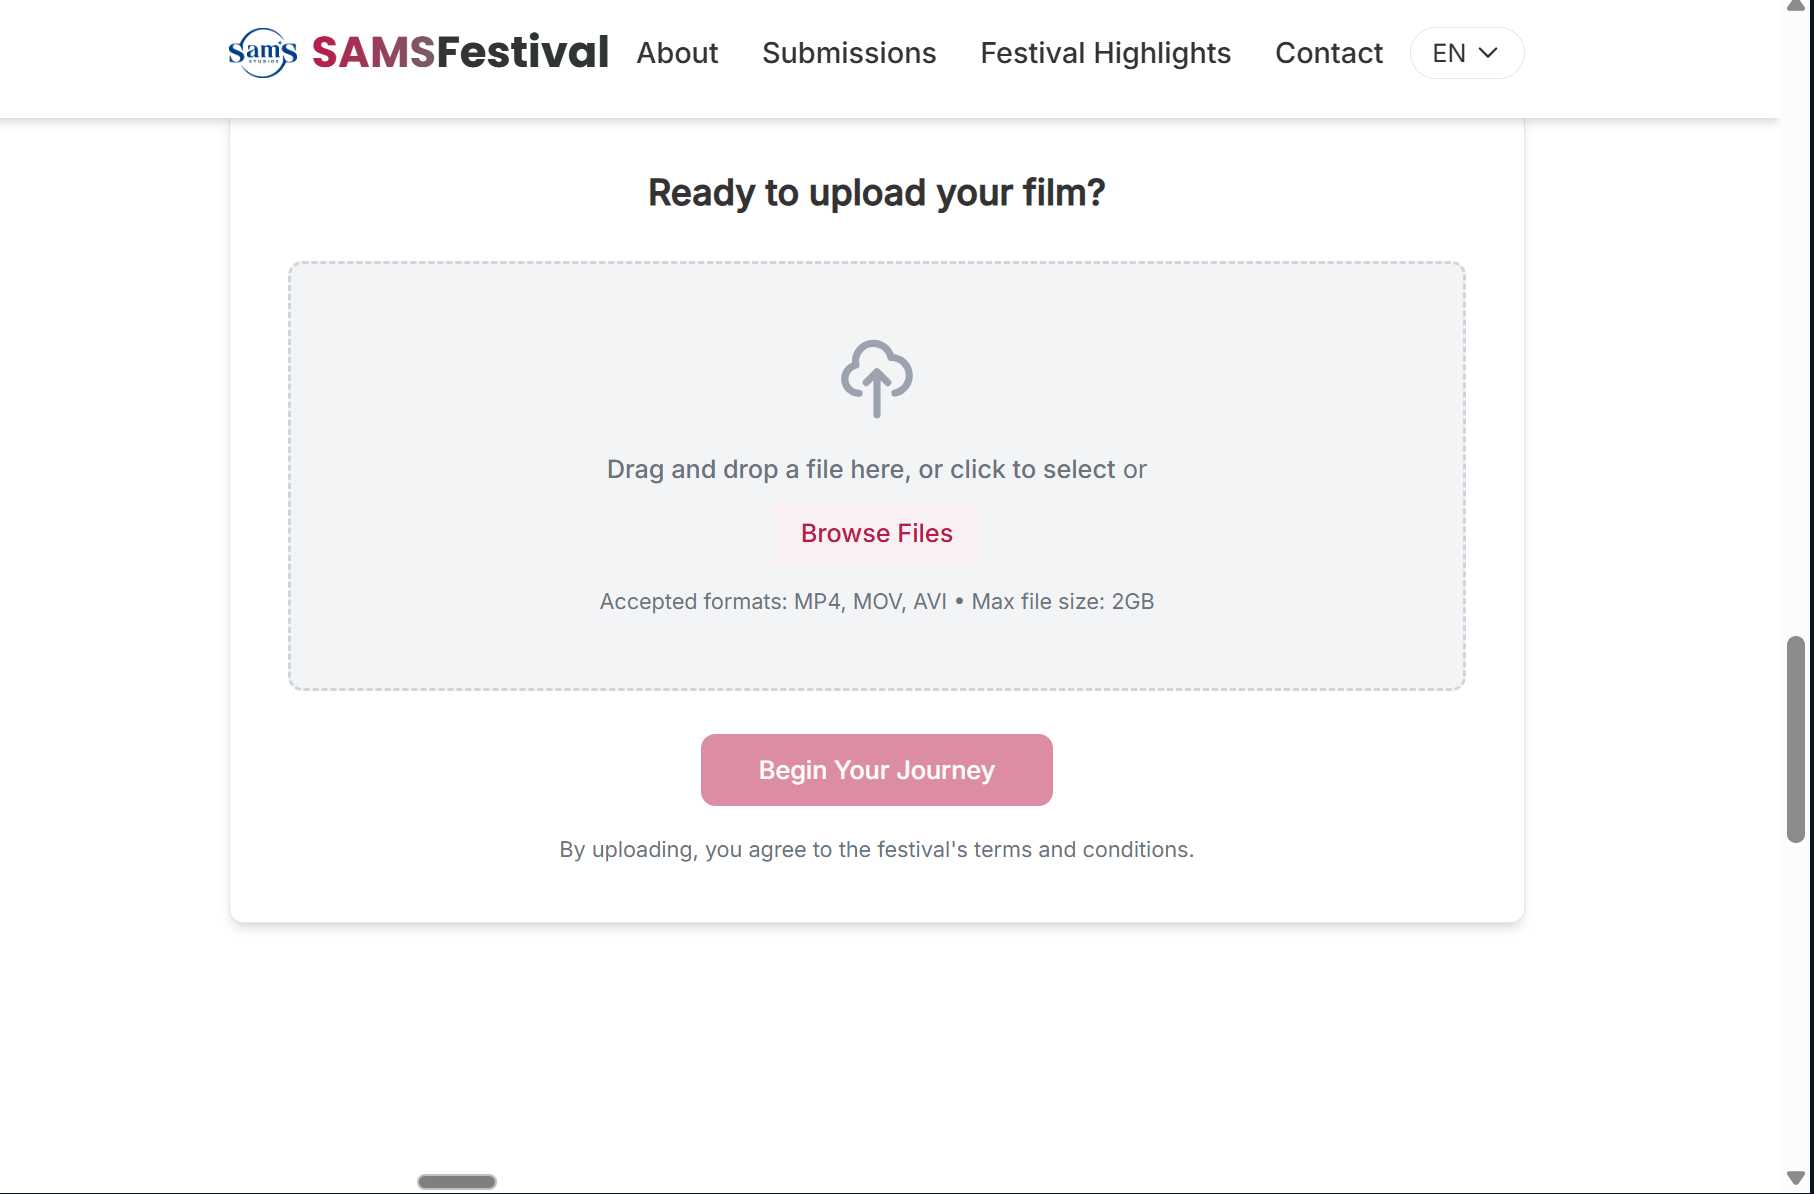 Sam's
STUDIOS
SAMSFestival
About
Submissions
Festival Highlights
Contact
EN
Ready to upload your film?
Drag and drop a file here, or click to select or
Browse Files
Accepted formats: MP4, MOV, AVI • Max file size: 2GB
Begin Your Journey
By uploading, you agree to the festival's terms and conditions.